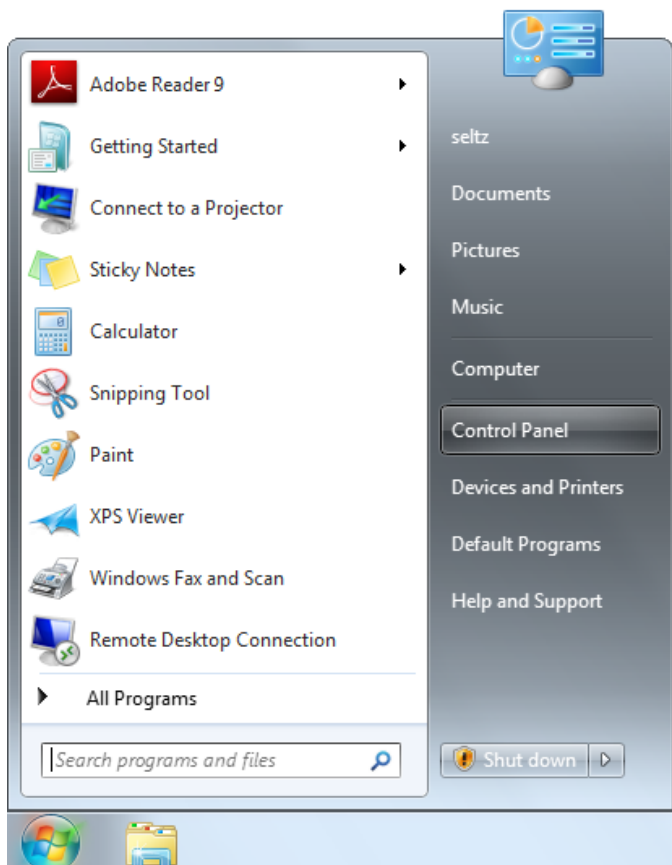 Adobe Reader 9
Getting Started
Connect to a Projector
Sticky Notes
Calculator
Snipping Tool
Paint
XPS Viewer
Windows Fax and Scan
Remote Desktop Connection
All Programs
Search programs and files
seltz
Documents
Pictures
Music
Computer
Control Panel
Devices and Printers
Default Programs
Help and Support
Shut down